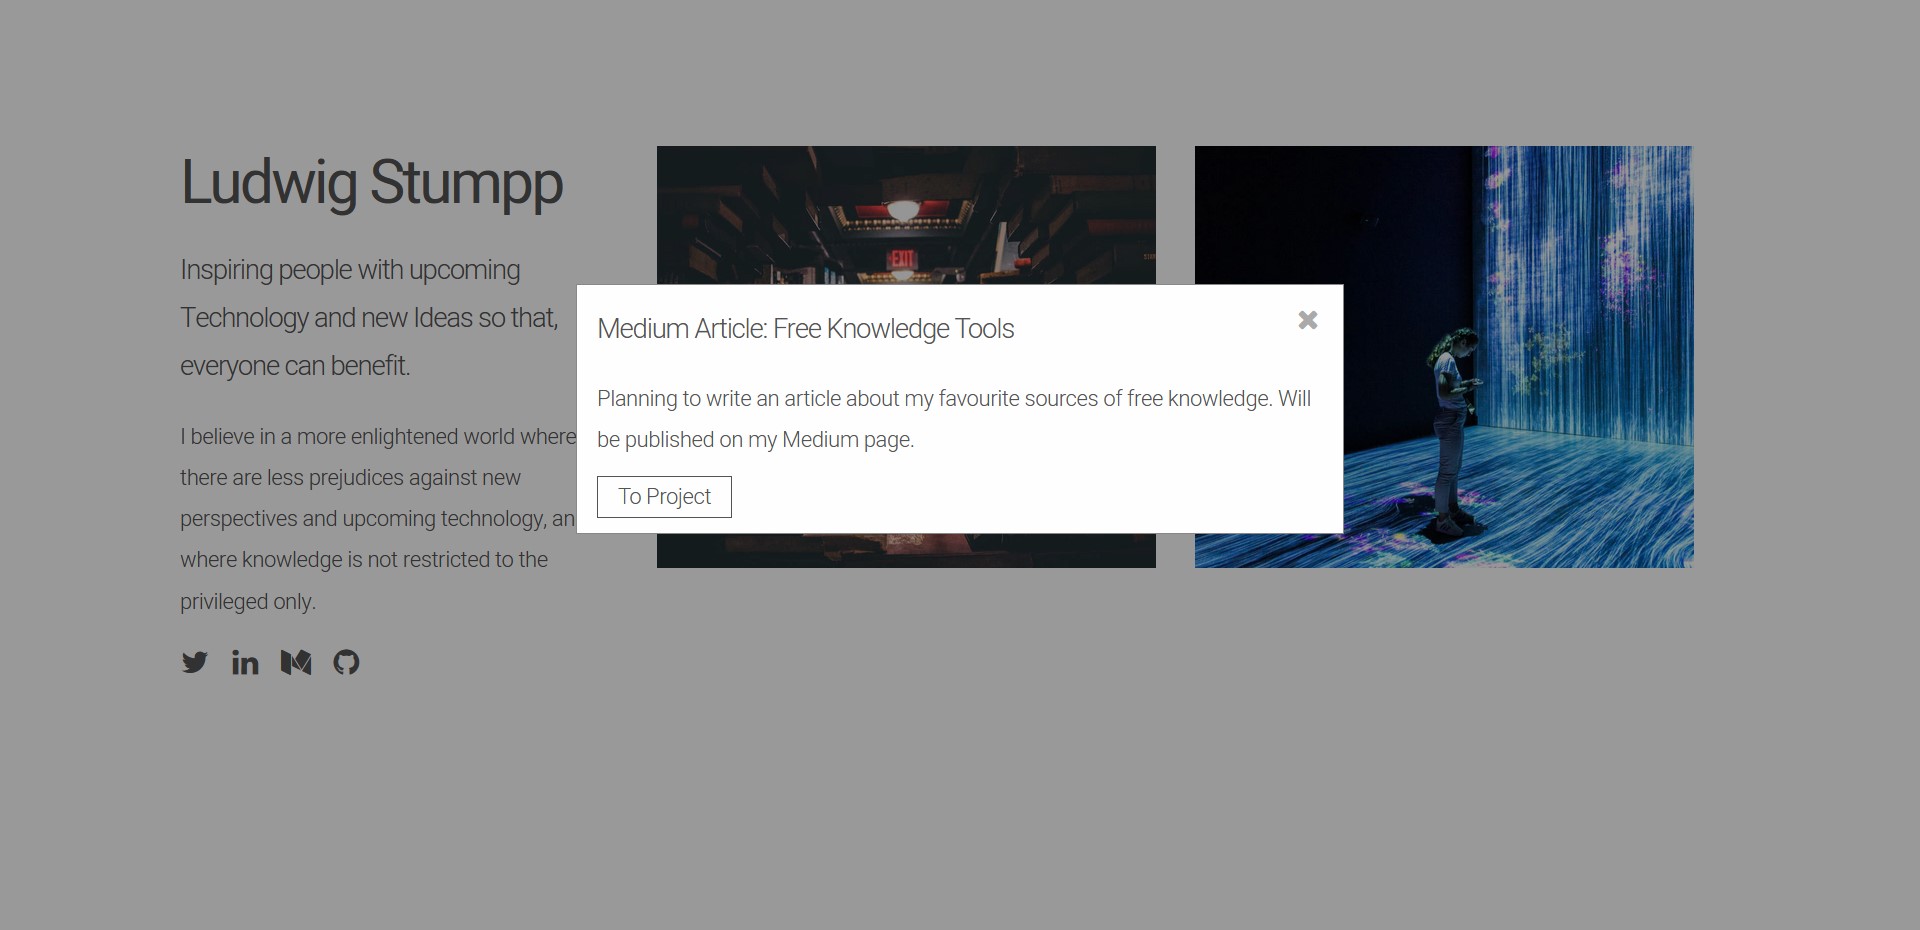 Ludwig Stumpp
Inspiring people with upcoming
Technology and new Ideas so that,
everyone can benefit.
I believe in a more enlightened world where
there are less prejudices against new
perspectives and upcoming technology, an
where knowledge is not restricted to the
privileged only.
EXIT
Medium Article: Free Knowledge Tools
Planning to write an article about my favourite sources of free knowledge. Will
be published on my Medium page.
To Project